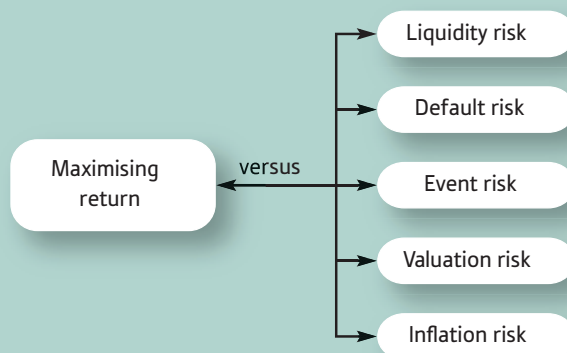 Maximising
return
versus
Liquidity risk
Default risk
Event risk
Valuation risk
Inflation risk